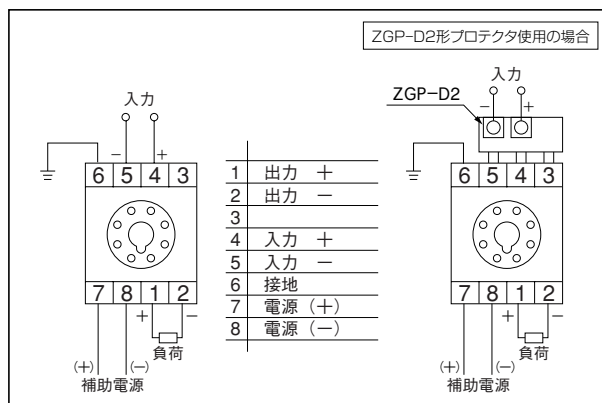 ZGP-D2形プロテクタ使用の場合
入力
− +
6 5 4 3
7 8 1 2
+ −
負荷
(+) (−)
補助電源
1 出力 +
2 出力 −
3
4 入力 +
5 入力 −
6 接地
7 電源(+)
8 電源(−)
入力
ZGP−D2
− +
6 5 4 3
7 8 1 2
+ −
負荷
(+) (−)
補助電源